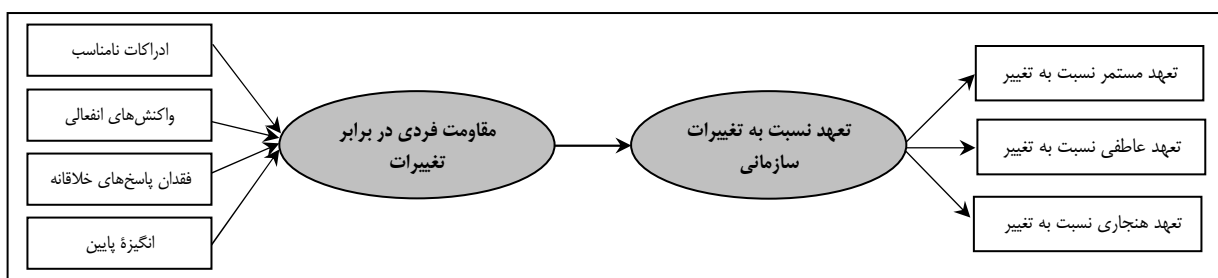 ادراکات نامناسب
واکنش‌های انفعالی
فقدان پاسخ‌های خلاقانه
انگیزهٔ پایین
مقاومت فردی در برابر
تغییرات
تعهد نسبت به تغییرات
سازمانی
تعهد مستمر نسبت به تغییر
تعهد عاطفی نسبت به تغییر
تعهد هنجاری نسبت به تغییر